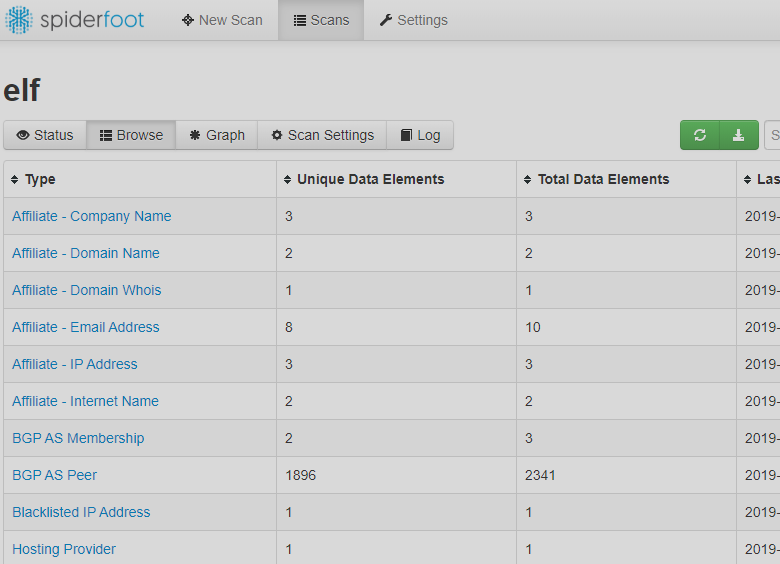 spiderfoot New Scan Scans Settings
elf
Status Browse Graph Scan Settings Log S
Type Unique Data Elements Total Data Elements Las
Affiliate - Company Name 3 3 2019-
Affiliate - Domain Name 2 2 2019-
Affiliate - Domain Whois 1 1 2019-
Affiliate - Email Address 8 10 2019-
Affiliate - IP Address 3 3 2019-
Affiliate - Internet Name 2 2 2019-
BGP AS Membership 2 3 2019-
BGP AS Peer 1896 2341 2019-
Blacklisted IP Address 1 1 2019-
Hosting Provider 1 1 2019-